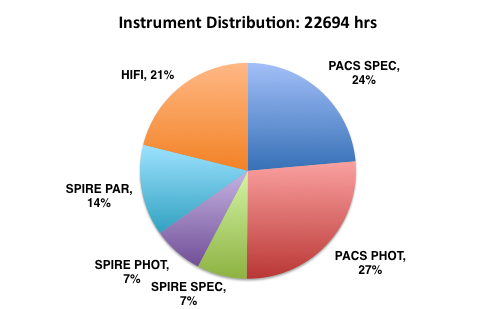 Instrument Distribution: 22694 hrs
PACS SPEC,
24%
HIFI, 21%
SPIRE PAR,
14%
PACS PHOT,
27%
SPIRE PHOT,
7%
SPIRE SPEC,
7%